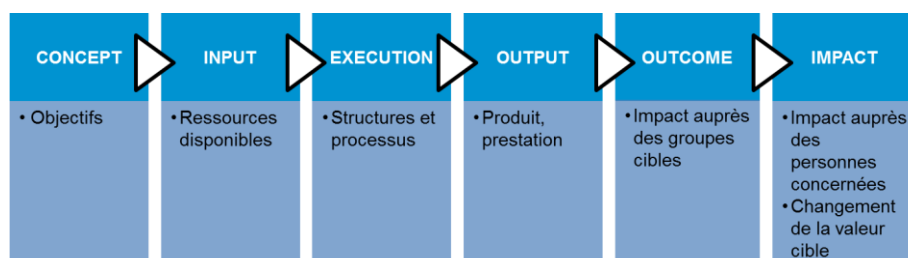 CONCEPT
INPUT
EXECUTION
OUTPUT
OUTCOME
IMPACT
• Objectifs
• Ressources
disponibles
• Structures et
processus
• Produit,
prestation
• Impact auprès
des groupes
cibles
• Impact auprès
des
personnes
concernées
• Changement
de la valeur
cible